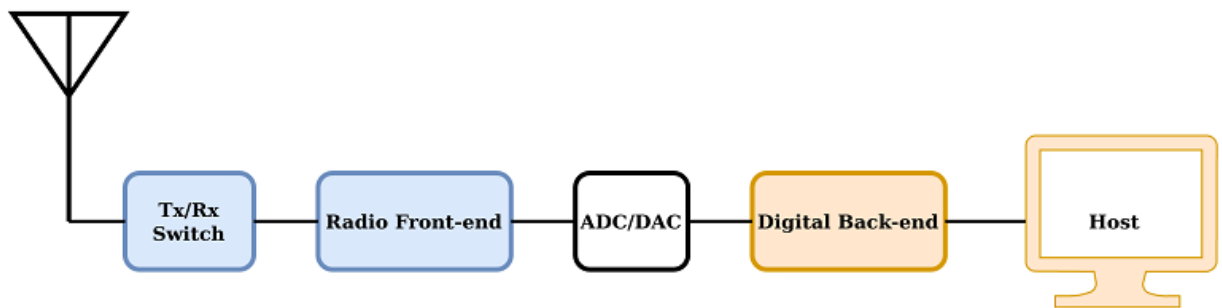 Tx/Rx
Switch
Radio Front-end
ADC/DAC
Digital Back-end
Host